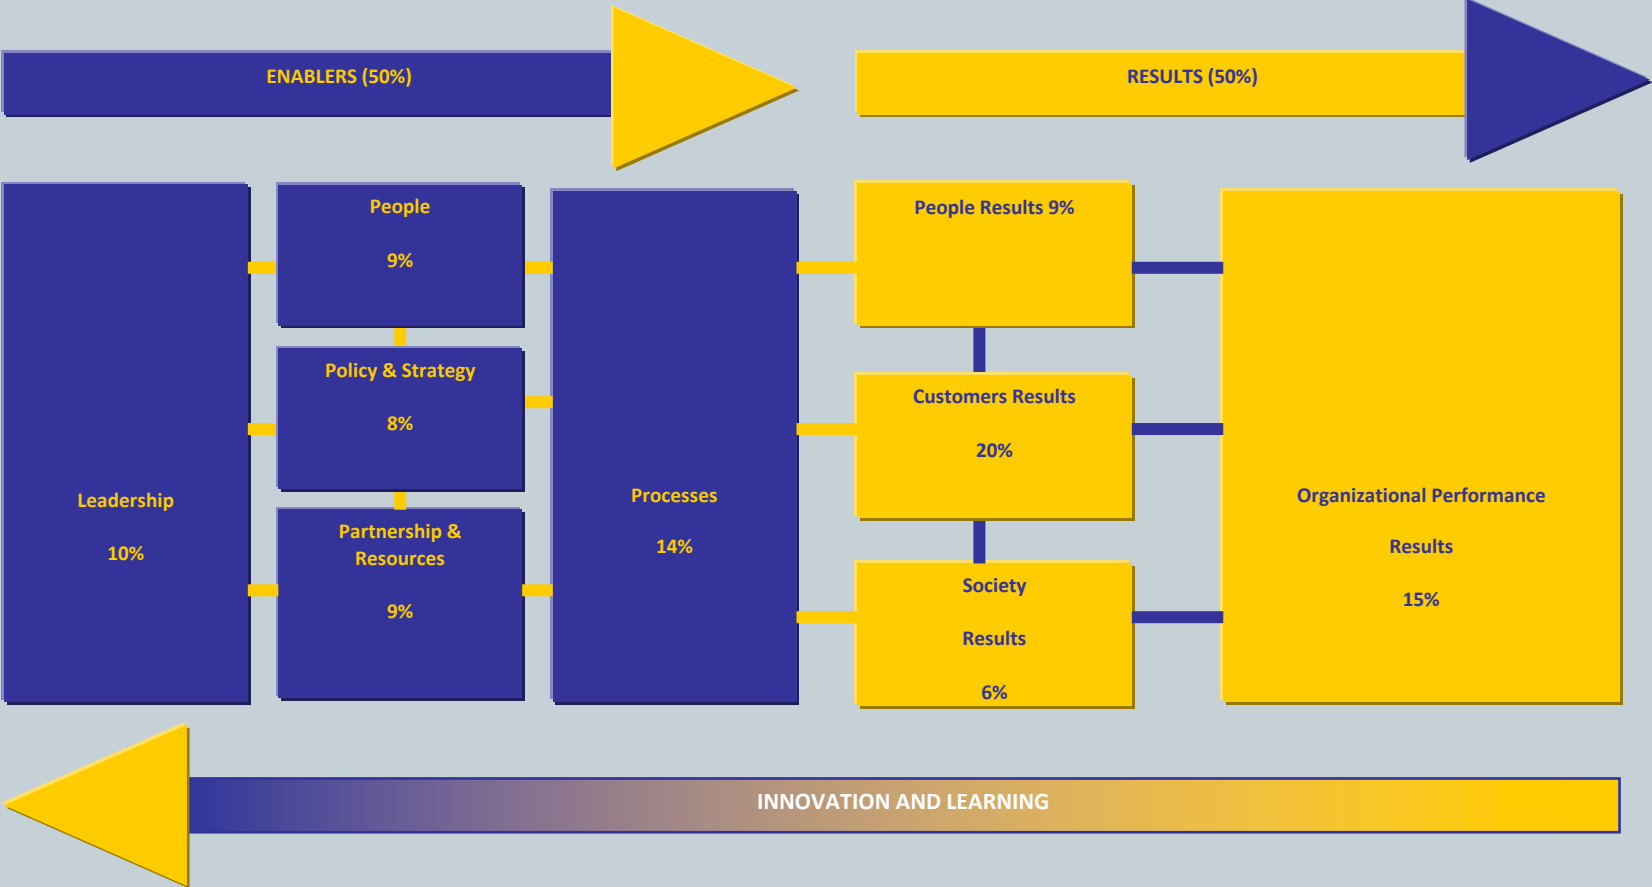 ENABLERS (50%)
RESULTS (50%)
Leadership
10%
People
9%
Policy & Strategy
8%
Partnership &
Resources
9%
Processes
14%
People Results 9%
Customers Results
20%
Society
Results
6%
Organizational Performance
Results
15%
INNOVATION AND LEARNING